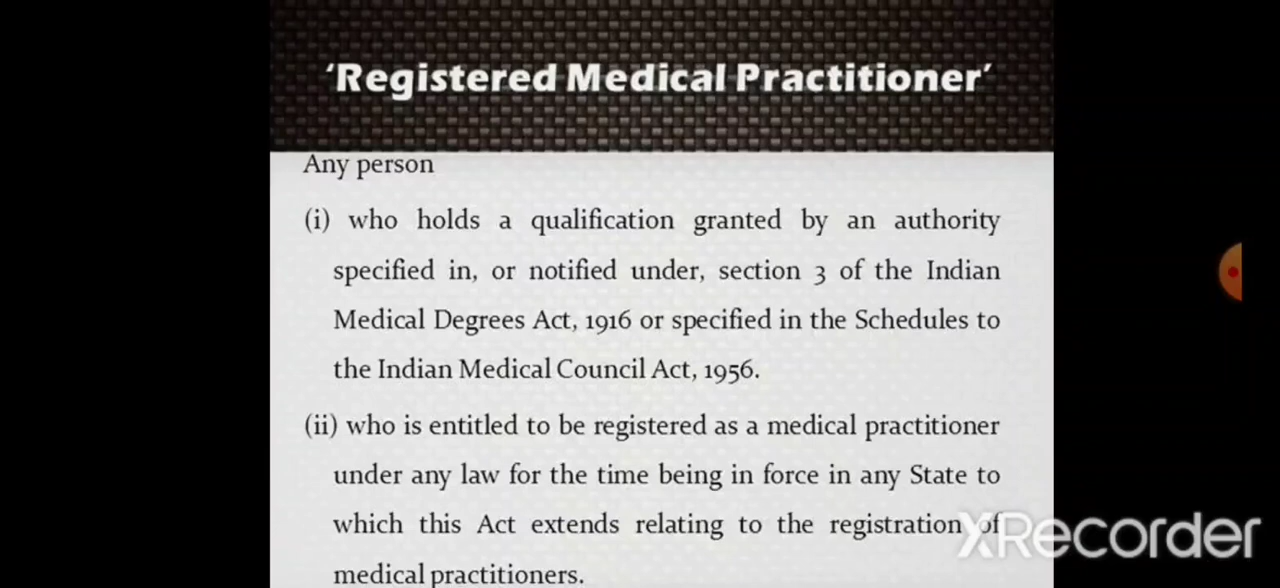 ‘Registered Medical Practitioner’
Any person
(i) who holds a qualification granted by an authority
specified in, or notified under, section 3 of the Indian
Medical Degrees Act, 1916 or specified in the Schedules to
the Indian Medical Council Act, 1956.
(ii) who is entitled to be registered as a medical practitioner
under any law for the time being in force in any State to
which this Act extends relating to the registration of
medical practitioners.
XRecorder